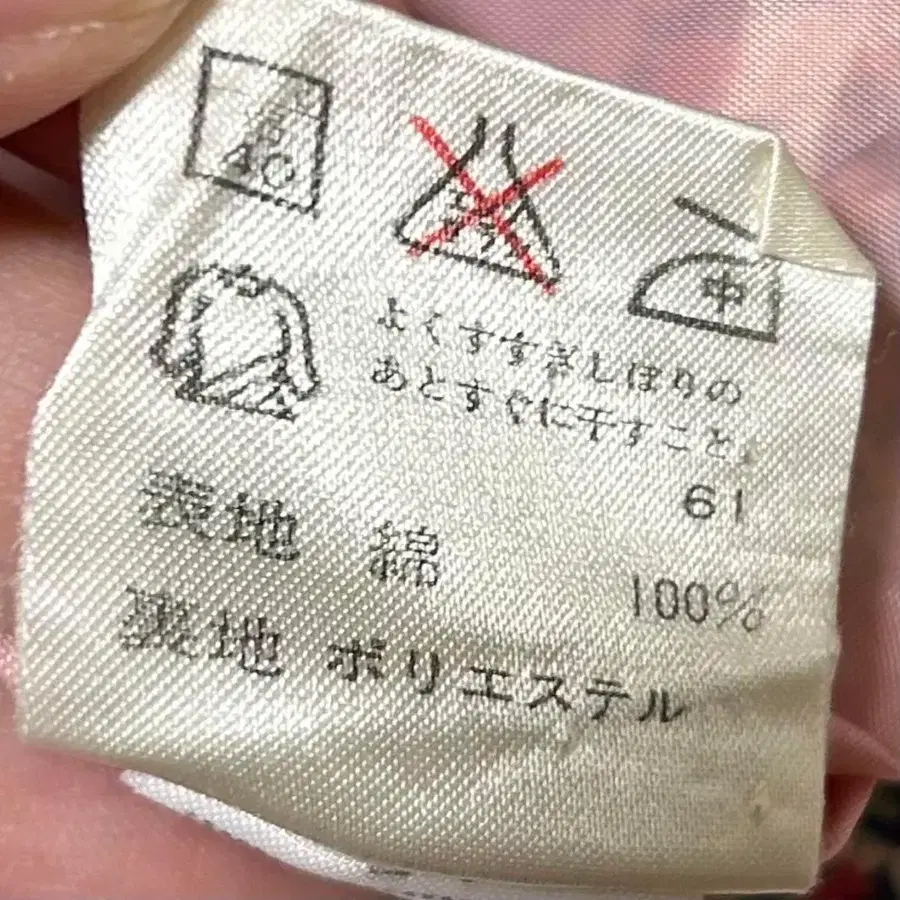 中
よくすすぎしぼりの
あとすぐに干すこと。
61
表地 綿 100%
裏地 ポリエステル